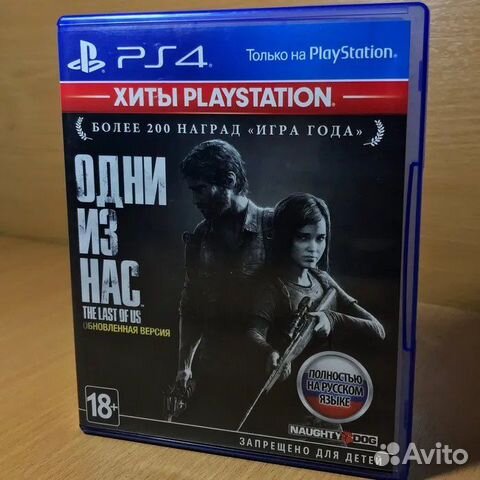 PS4
Только на PlayStation
ХИТЫ PLAYSTATION
БОЛЕЕ 200 НАГРАД «ИГРА ГОДА»
ОДНИ
ИЗ
НАС
THE LAST OF US
ОБНОВЛЕННАЯ ВЕРСИЯ
ПОЛНОСТЬЮ
НА РУССКОМ
ЯЗЫКЕ
18+
NAUGHTY DOG
ЗАПРЕЩЕНО ДЛЯ ДЕТЕЙ
Avito